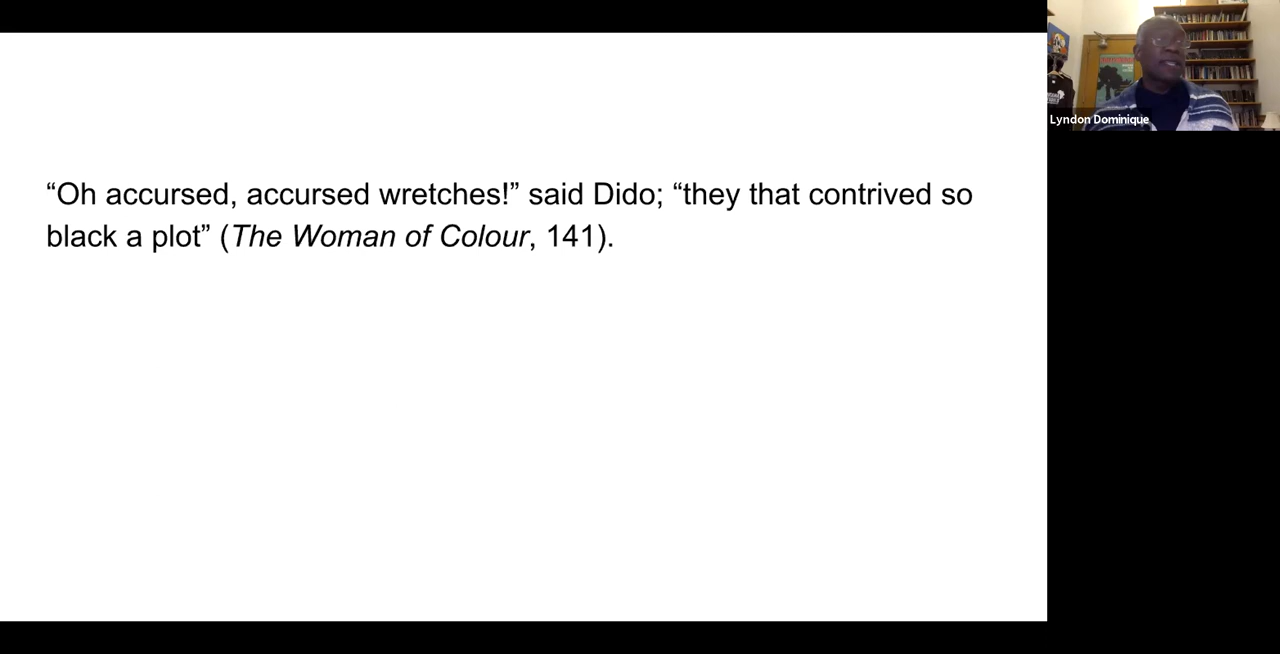 “Oh accursed, accursed wretches!” said Dido; “they that contrived so
black a plot” (The Woman of Colour, 141).
Lyndon Dominique